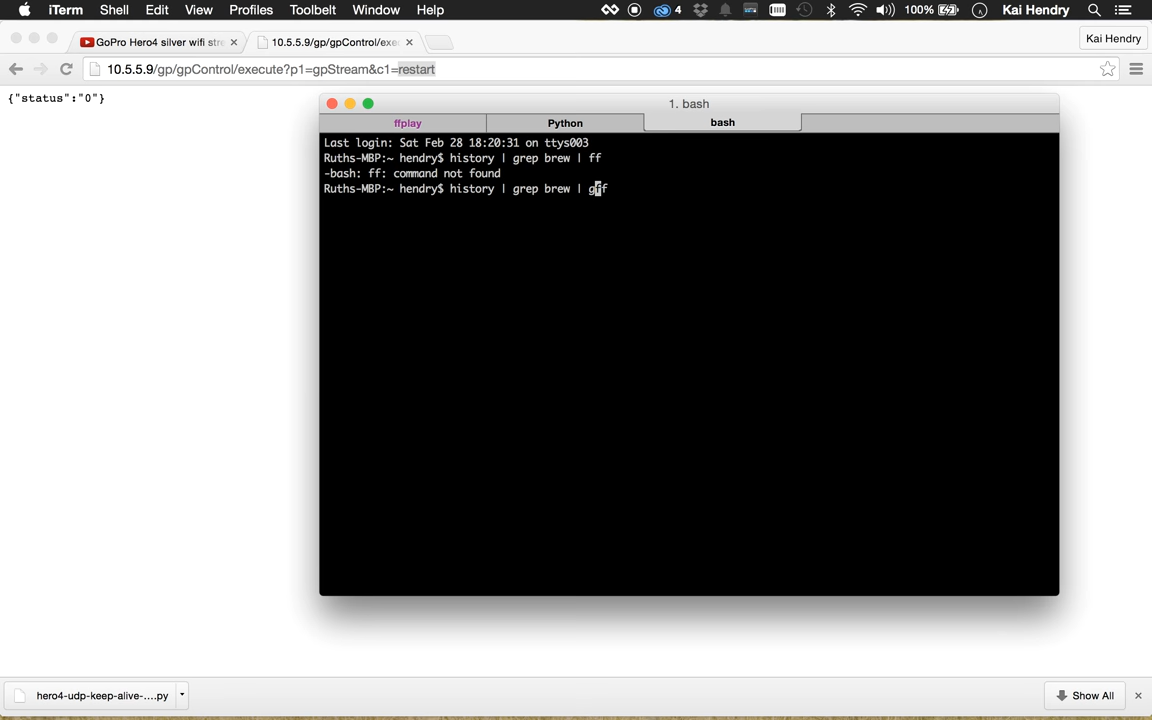 iTerm Shell Edit View Profiles Toolbelt Window Help 4 100% Kai Hendry
GoPro Hero4 silver wifi stre
10.5.5.9/gp/gpControl/exec
Kai Hendry
10.5.5.9/gp/gpControl/execute?p1=gpStream&c1=restart
{"status":"0"}
1. bash
ffplay Python bash
Last login: Sat Feb 28 18:20:31 on ttys003
Ruths-MBP:~ hendry$ history | grep brew | ff
-bash: ff: command not found
Ruths-MBP:~ hendry$ history | grep brew | gff
hero4-udp-keep-alive-....py
Show All